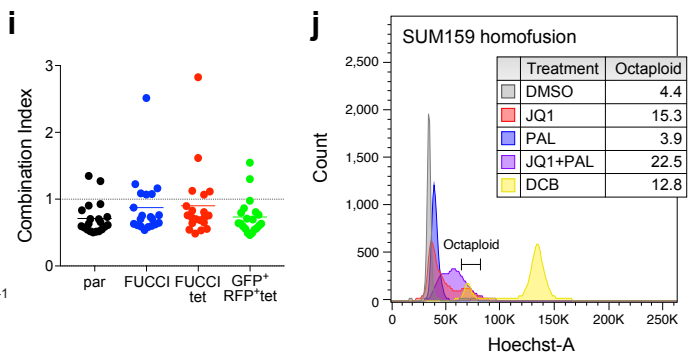 i
Combination Index
3
2
1
0
par
FUCCI
FUCCI tet
GFP+ RFP+tet
-1
j
SUM159 homofusion
Treatment Octaploid
DMSO 4.4
JQ1 15.3
PAL 3.9
JQ1+PAL 22.5
DCB 12.8
Count
2,500
2,000
1,500
1,000
500
0
Octaploid
0 50K 100K 150K 200K 250K
Hoechst-A